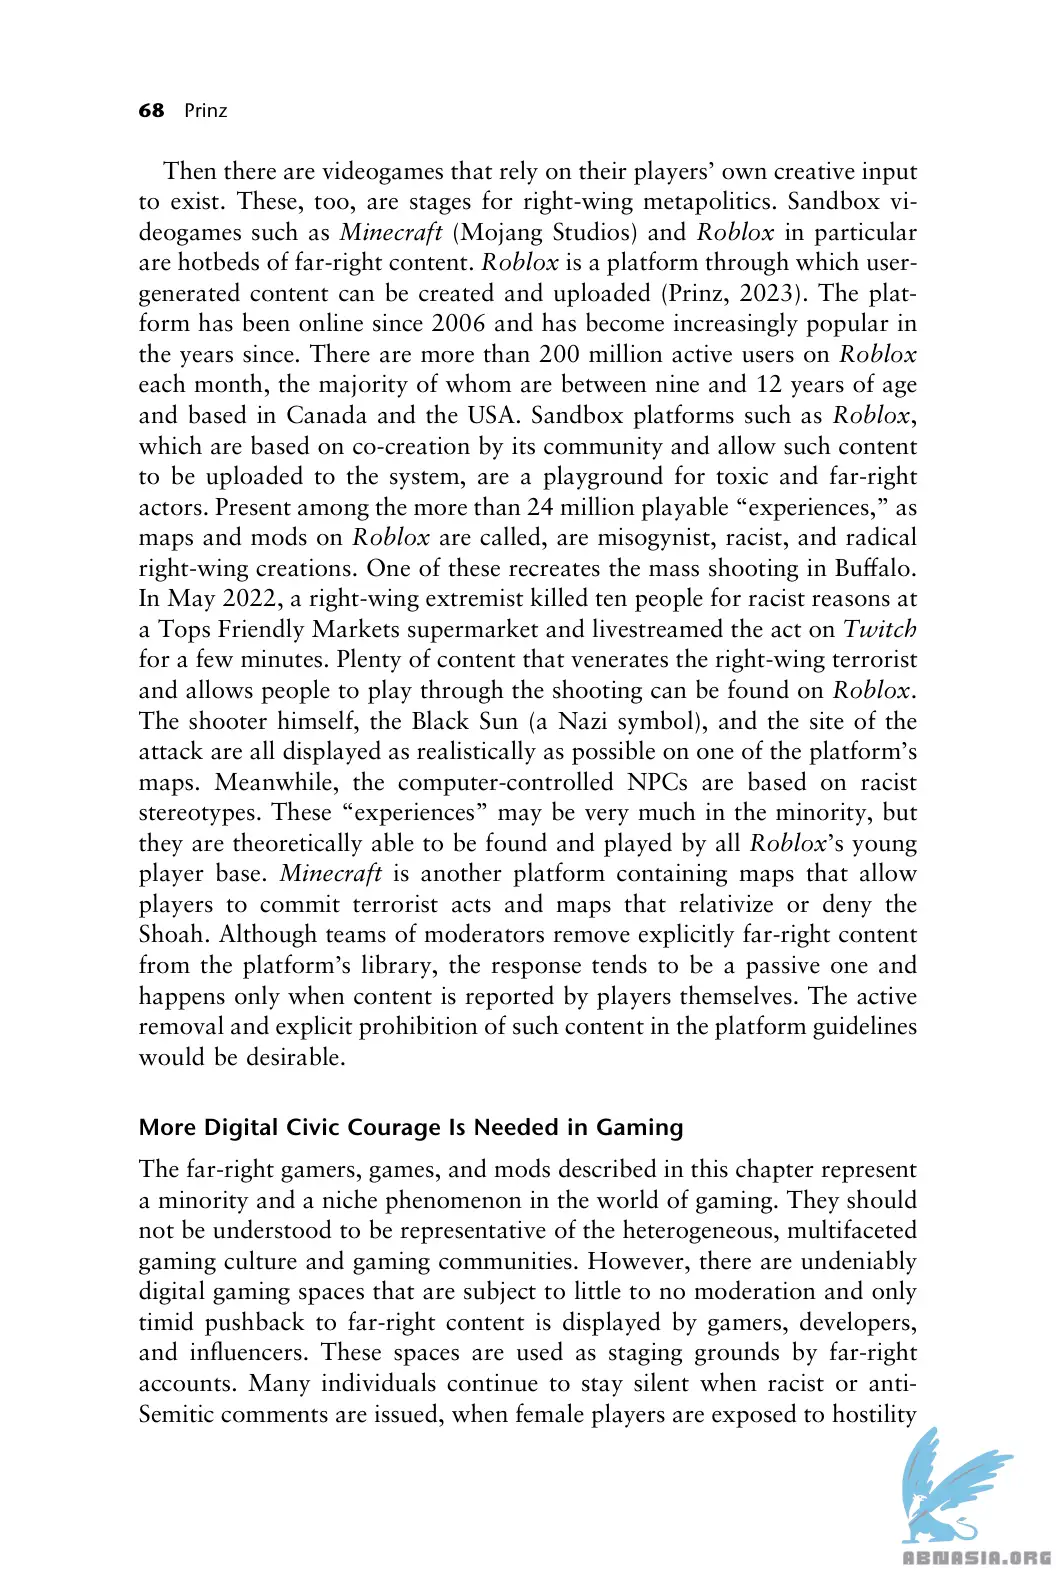 68 Prinz
Then there are videogames that rely on their players’ own creative input
to exist. These, too, are stages for right-wing metapolitics. Sandbox vi-
deogames such as Minecraft (Mojang Studios) and Roblox in particular
are hotbeds of far-right content. Roblox is a platform through which user-
generated content can be created and uploaded (Prinz, 2023). The plat-
form has been online since 2006 and has become increasingly popular in
the years since. There are more than 200 million active users on Roblox
each month, the majority of whom are between nine and 12 years of age
and based in Canada and the USA. Sandbox platforms such as Roblox,
which are based on co-creation by its community and allow such content
to be uploaded to the system, are a playground for toxic and far-right
actors. Present among the more than 24 million playable “experiences,” as
maps and mods on Roblox are called, are misogynist, racist, and radical
right-wing creations. One of these recreates the mass shooting in Buffalo.
In May 2022, a right-wing extremist killed ten people for racist reasons at
a Tops Friendly Markets supermarket and livestreamed the act on Twitch
for a few minutes. Plenty of content that venerates the right-wing terrorist
and allows people to play through the shooting can be found on Roblox.
The shooter himself, the Black Sun (a Nazi symbol), and the site of the
attack are all displayed as realistically as possible on one of the platform’s
maps. Meanwhile, the computer-controlled NPCs are based on racist
stereotypes. These “experiences” may be very much in the minority, but
they are theoretically able to be found and played by all Roblox’s young
player base. Minecraft is another platform containing maps that allow
players to commit terrorist acts and maps that relativize or deny the
Shoah. Although teams of moderators remove explicitly far-right content
from the platform’s library, the response tends to be a passive one and
happens only when content is reported by players themselves. The active
removal and explicit prohibition of such content in the platform guidelines
would be desirable.
More Digital Civic Courage Is Needed in Gaming
The far-right gamers, games, and mods described in this chapter represent
a minority and a niche phenomenon in the world of gaming. They should
not be understood to be representative of the heterogeneous, multifaceted
gaming culture and gaming communities. However, there are undeniably
digital gaming spaces that are subject to little to no moderation and only
timid pushback to far-right content is displayed by gamers, developers,
and influencers. These spaces are used as staging grounds by far-right
accounts. Many individuals continue to stay silent when racist or anti-
Semitic comments are issued, when female players are exposed to hostility
ABNASIA.ORG